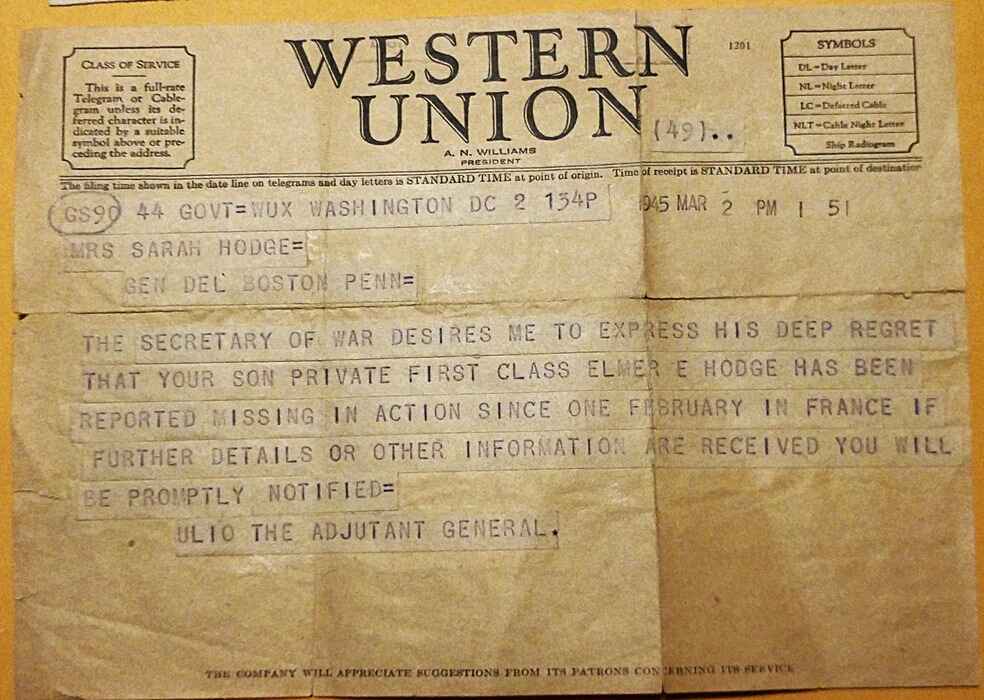 CLASS OF SERVICE
This is a full-rate
Telegram or Cable-
gram unless its de-
ferred character is in-
dicated by a suitable
symbol above or pre-
ceding the address.
WESTERN
UNION
A. N. WILLIAMS
PRESIDENT
1201
(49)..
SYMBOLS
DL=Day Letter
NL=Night Letter
LC=Deferred Cable
NLT=Cable Night Letter
Ship Radiogram
The filing time shown in the date line on telegrams and day letters is STANDARD TIME at point of origin. Time of receipt is STANDARD TIME at point of destination
GS90 44 GOVT=WUX WASHINGTON DC 2 134P 1945 MAR 2 PM 1 51
MRS SARAH HODGE=
GEN DEL BOSTON PENN=
THE SECRETARY OF WAR DESIRES ME TO EXPRESS HIS DEEP REGRET
THAT YOUR SON PRIVATE FIRST CLASS ELMER E HODGE HAS BEEN
REPORTED MISSING IN ACTION SINCE ONE FEBRUARY IN FRANCE IF
FURTHER DETAILS OR OTHER INFORMATION ARE RECEIVED YOU WILL
BE PROMPTLY NOTIFIED=
ULIO THE ADJUTANT GENERAL.
THE COMPANY WILL APPRECIATE SUGGESTIONS FROM ITS PATRONS CONCERNING ITS SERVICE